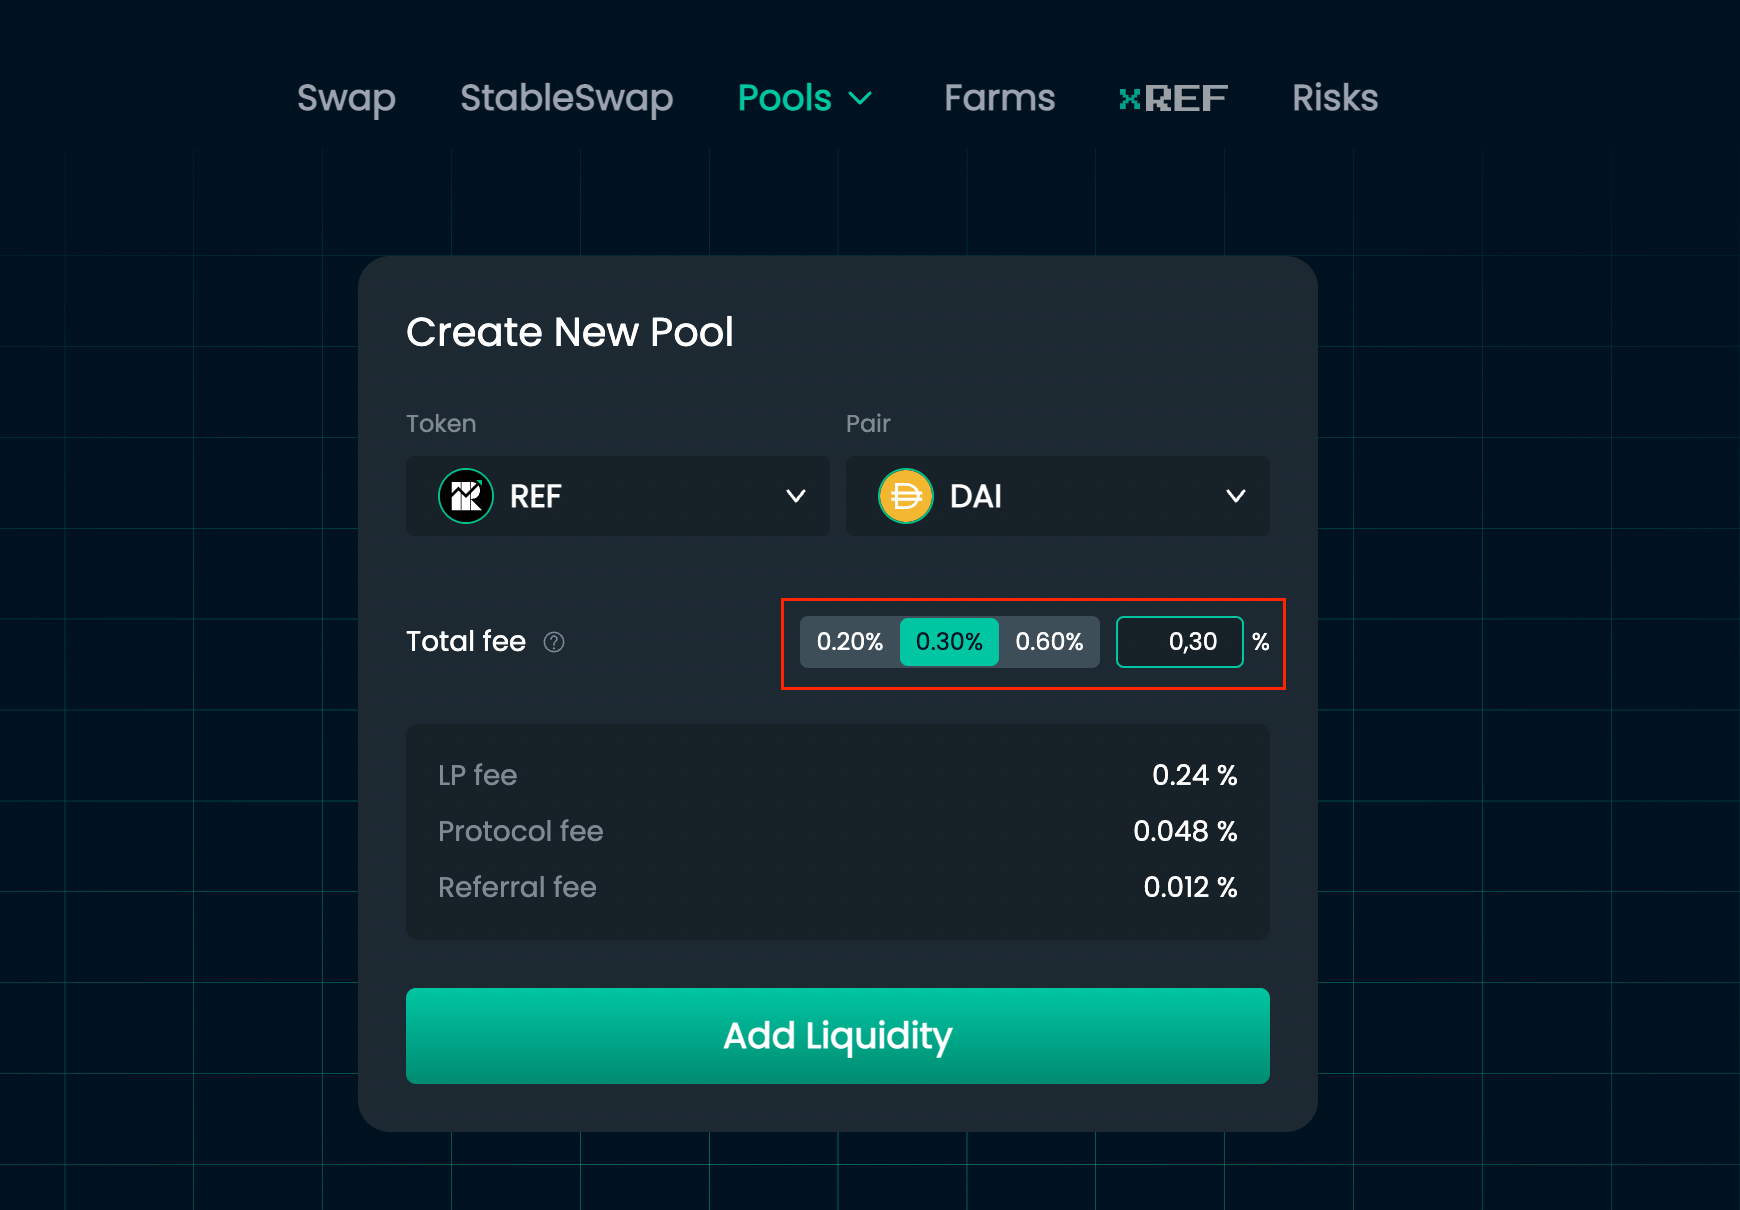 Swap StableSwap Pools Farms xREF Risks
Create New Pool
Token Pair
REF DAI
Total fee ? 0.20% 0.30% 0.60% 0,30 %
LP fee 0.24 %
Protocol fee 0.048 %
Referral fee 0.012 %
Add Liquidity